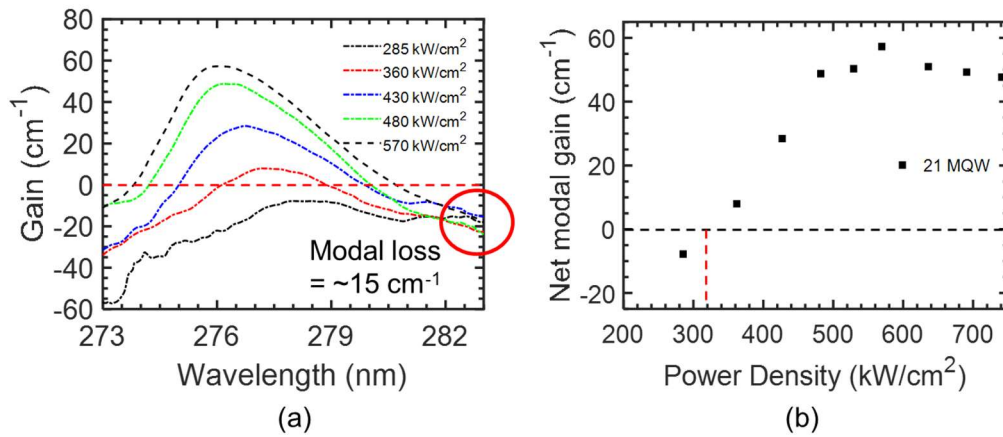 80
60
40
20
0
-20
-40
-60
Gain (cm⁻¹)
285 kW/cm²
360 kW/cm²
430 kW/cm²
480 kW/cm²
570 kW/cm²
Modal loss
= ~15 cm⁻¹
273 276 279 282
Wavelength (nm)
(a)
60
40
20
0
-20
Net modal gain (cm⁻¹)
21 MQW
200 300 400 500 600 700
Power Density (kW/cm²)
(b)